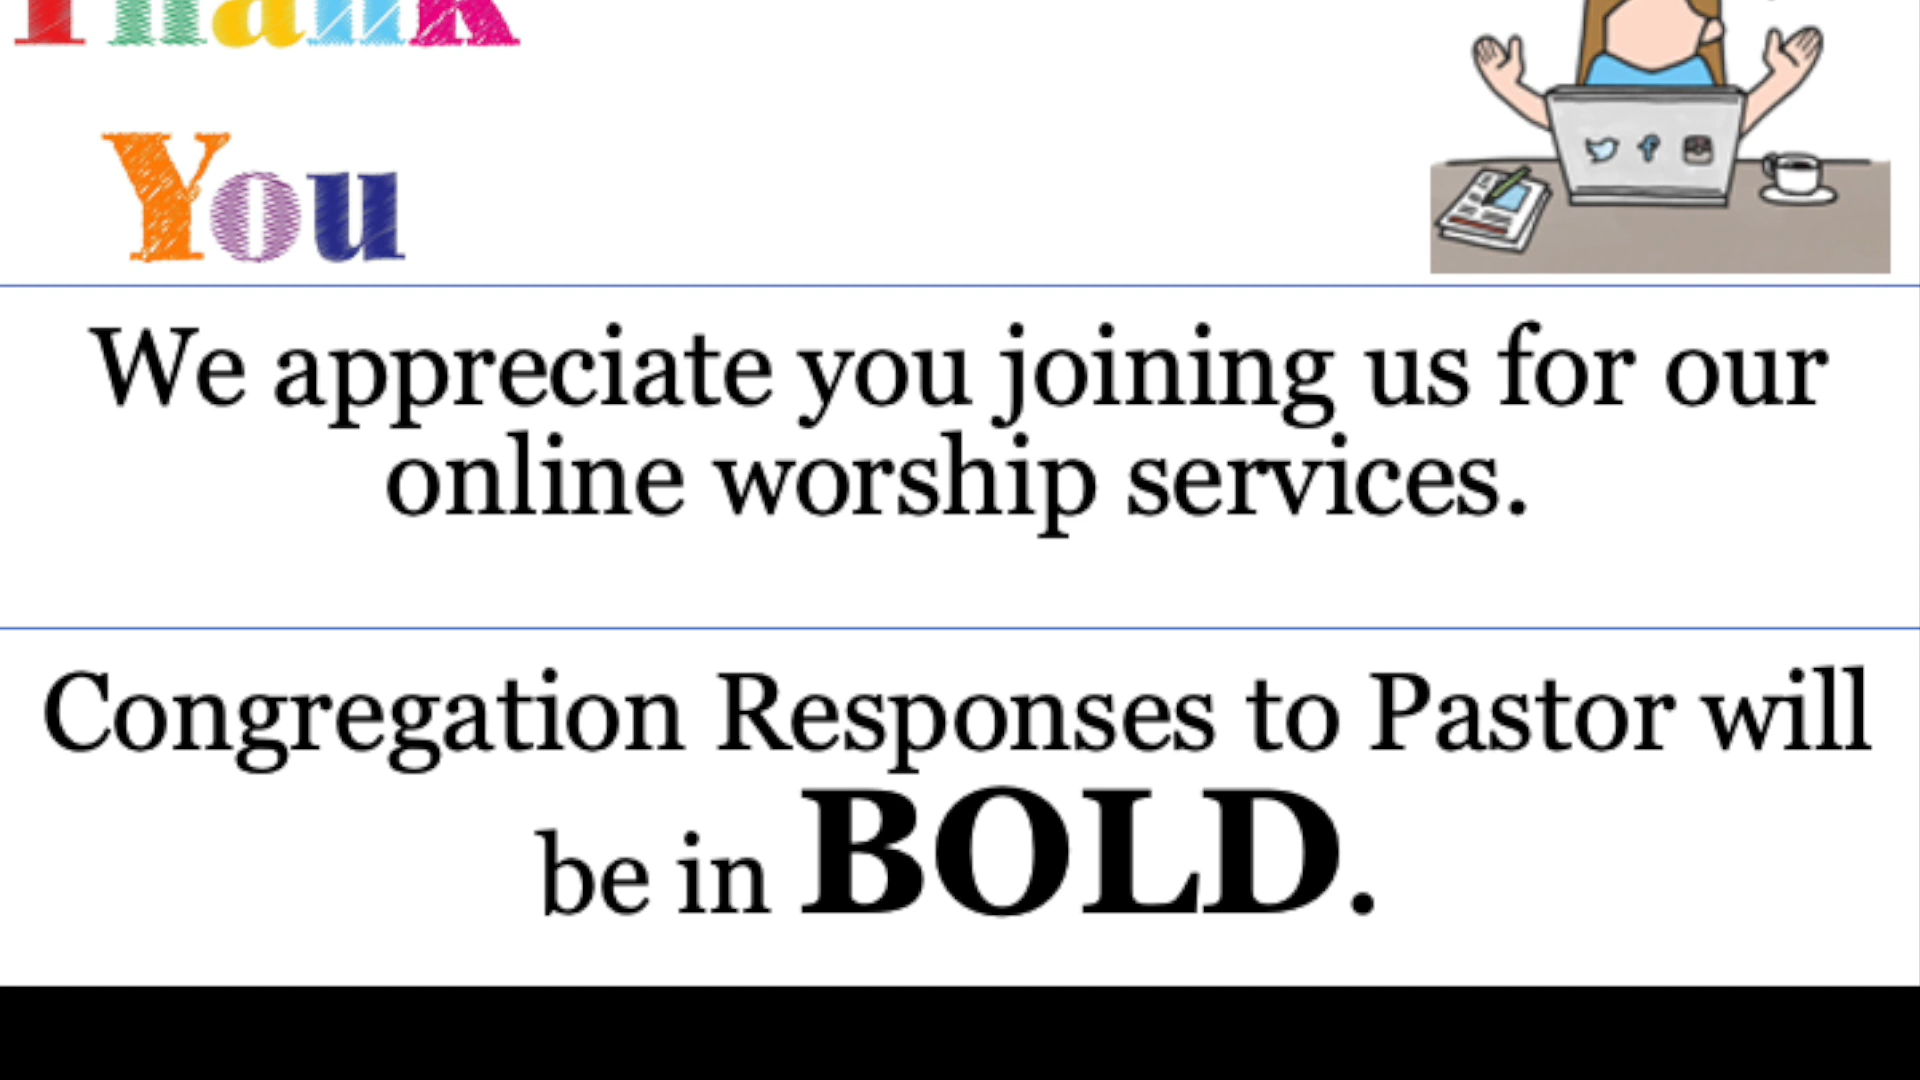 Thank
You
We appreciate you joining us for our
online worship services.
Congregation Responses to Pastor will
be in BOLD.